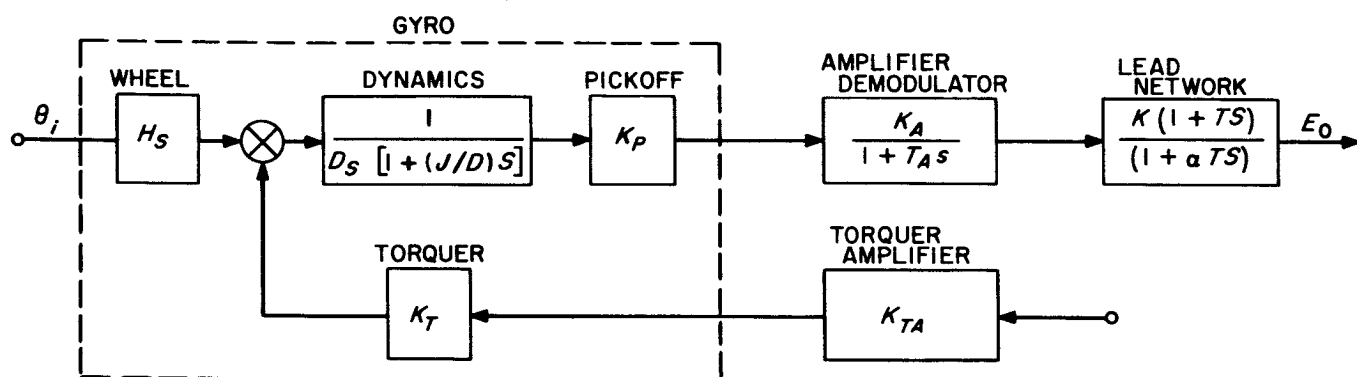 GYRO
WHEEL
DYNAMICS
PICKOFF
AMPLIFIER
DEMODULATOR
LEAD
NETWORK
θi
HS
1
DS [1 + (J/D) S]
KP
KA
1 + TA s
K (1 + TS)
(1 + α TS)
E0
TORQUER
TORQUER
AMPLIFIER
KT
KTA